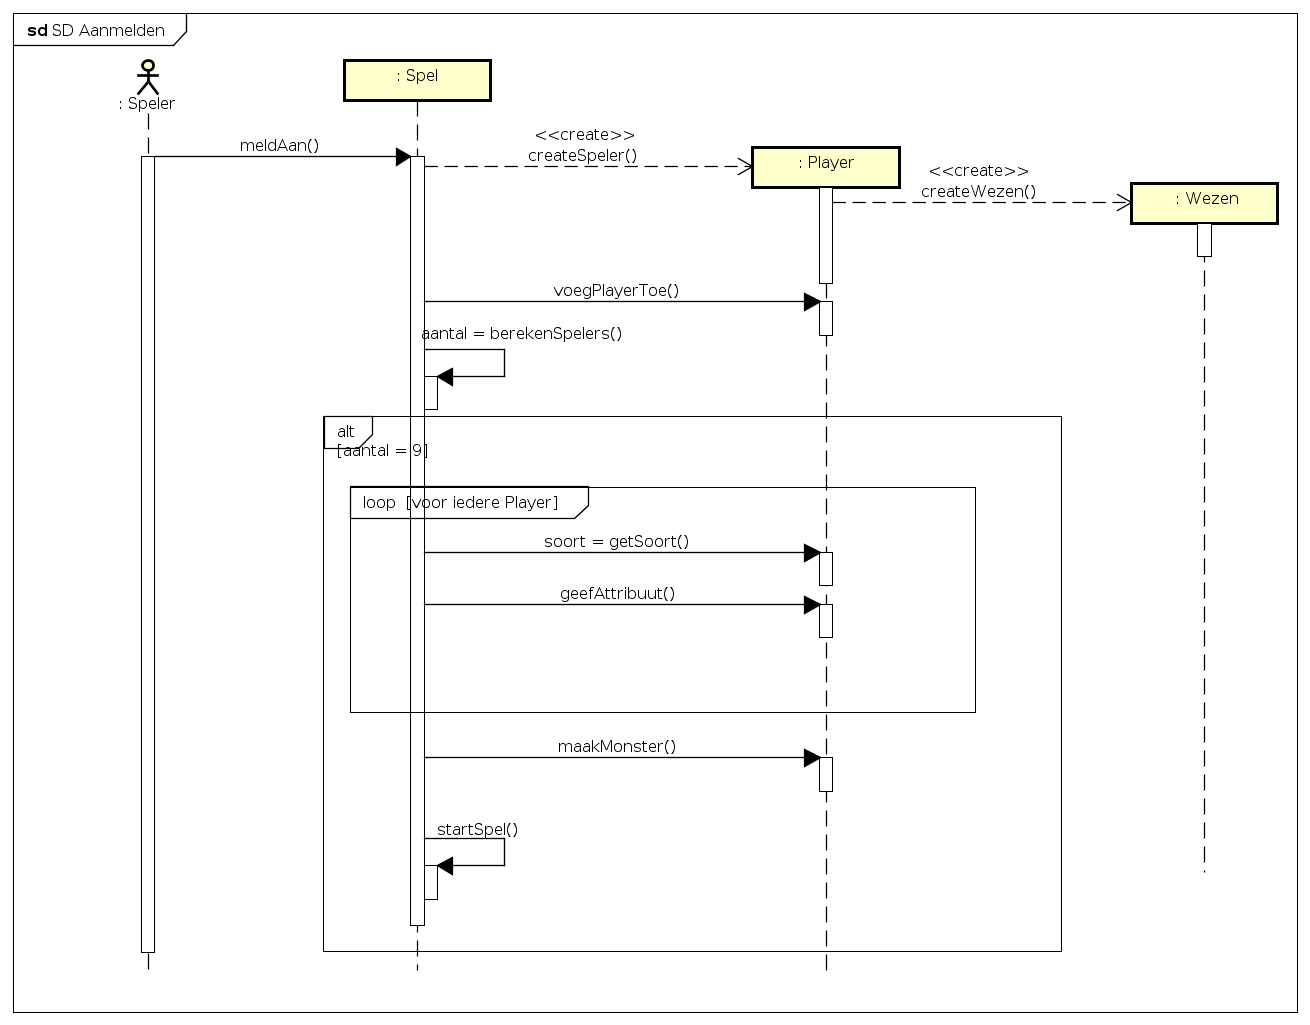 sd SD Aanmelden
: Speler
: Spel
meldAan()
<<create>>
createSpeler()
: Player
<<create>>
createWezen()
: Wezen
voegPlayerToe()
aantal = berekenSpelers()
alt
[aantal = 9]
loop [voor iedere Player]
soort = getSoort()
geefAttribuut()
maakMonster()
startSpel()